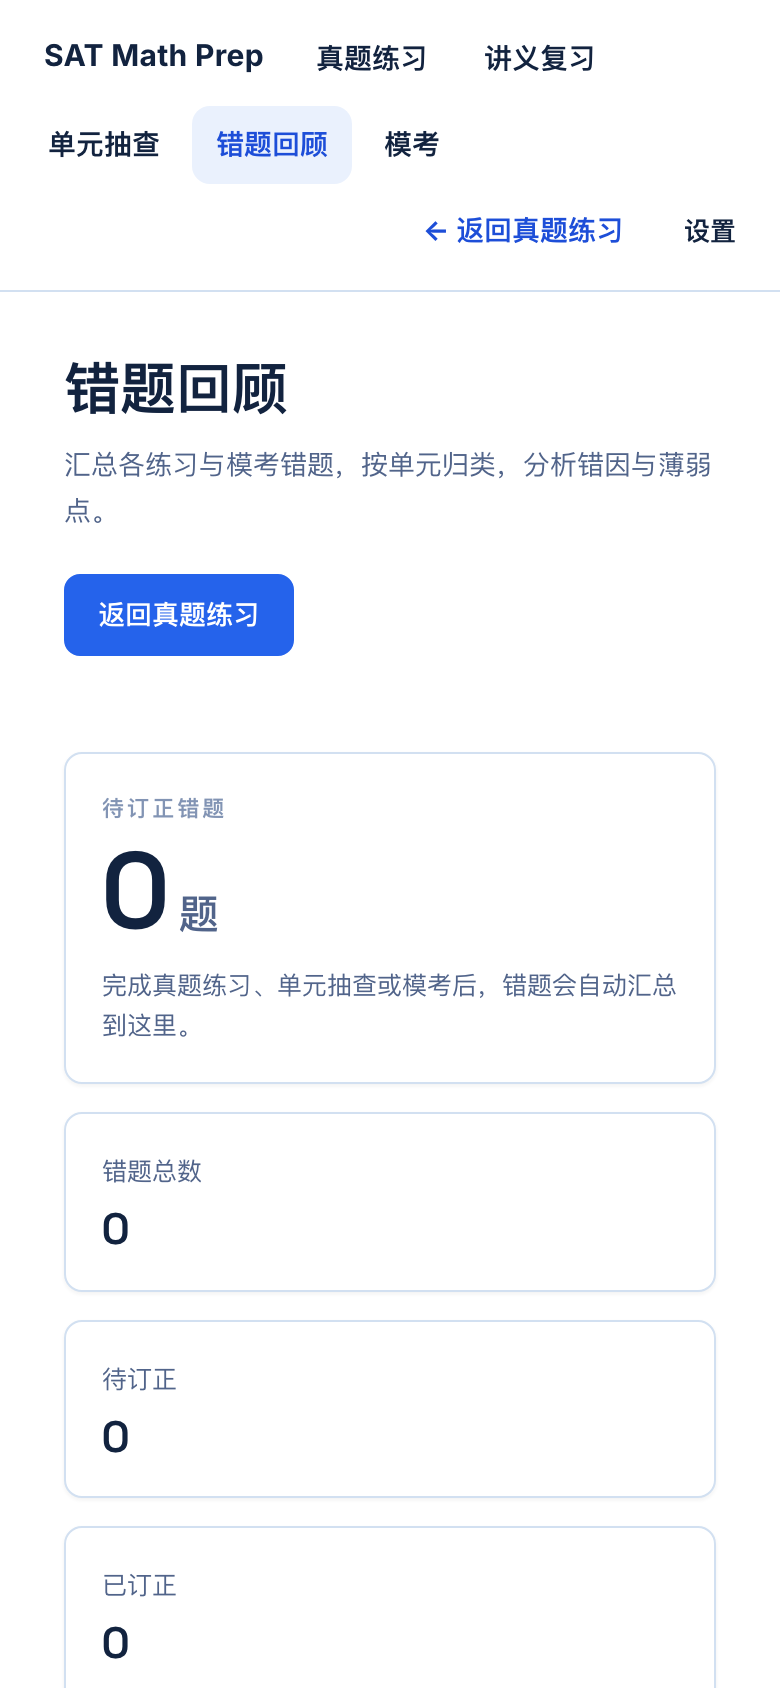 SAT Math Prep 真题练习 讲义复习
单元抽查 错题回顾 模考
← 返回真题练习 设置
错题回顾
汇总各练习与模考错题，按单元归类，分析错因与薄弱
点。
返回真题练习
待订正错题
0 题
完成真题练习、单元抽查或模考后，错题会自动汇总
到这里。
错题总数
0
待订正
0
已订正
0